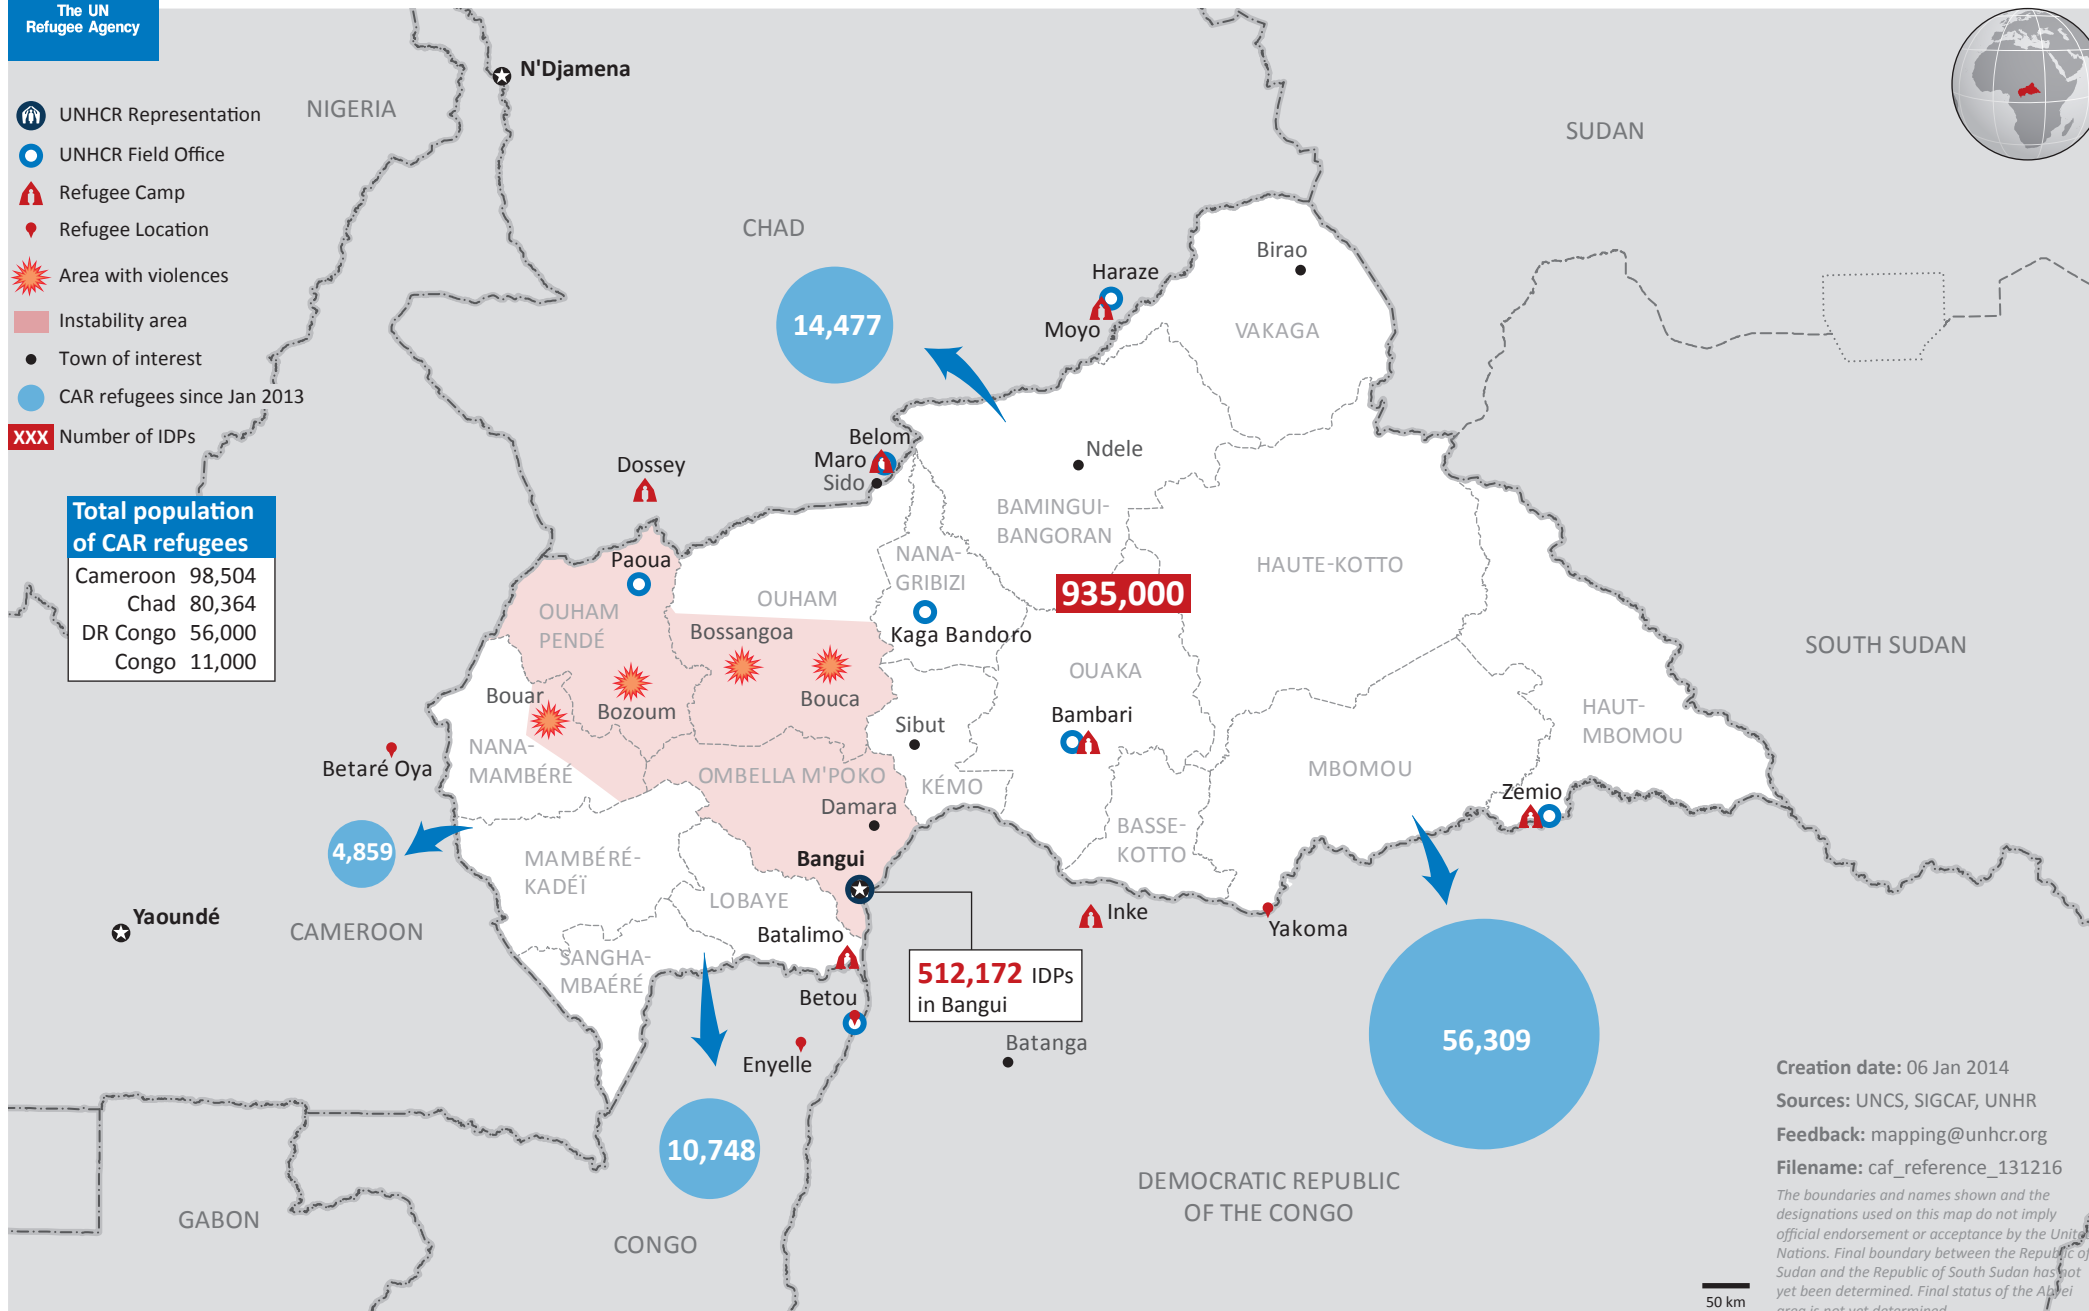 The UN
Refugee Agency
UNHCR Representation
UNHCR Field Office
Refugee Camp
Refugee Location
Area with violences
Instability area
Town of interest
CAR refugees since Jan 2013
XXX Number of IDPs
Total population
of CAR refugees
Cameroon 98,504
Chad 80,364
DR Congo 56,000
Congo 11,000
N'Djamena
NIGERIA
SUDAN
CHAD
Birao
Haraze
14,477
Moyo
VAKAGA
Belom
Maro
Sido
Ndele
Dossey
BAMINGUI-
BANGORAN
Paoua
NANA-
GRIBIZI
HAUTE-KOTTO
935,000
OUHAM
OUHAM
PENDÉ
Bossangoa
Kaga Bandoro
SOUTH SUDAN
OUAKA
Bouar
Bozoum
Bouca
Sibut
Bambari
HAUT-
MBOMOU
NANA-
MAMBÉRÉ
Betaré Oya
OMBELLA M'POKO
KÉMO
MBOMOU
Damara
Zemio
BASSE-
KOTTO
4,859
MAMBÉRÉ-
KADÉÏ
Bangui
LOBAYE
Yaoundé
CAMEROON
Inke
Yakoma
Batalimo
SANGHA-
MBAÉRÉ
512,172 IDPs
in Bangui
Betou
Enyelle
Batanga
56,309
10,748
DEMOCRATIC REPUBLIC
OF THE CONGO
GABON
CONGO
Creation date: 06 Jan 2014
Sources: UNCS, SIGCAF, UNHR
Feedback: mapping@unhcr.org
Filename: caf_reference_131216
The boundaries and names shown and the
designations used on this map do not imply
official endorsement or acceptance by the United
Nations. Final boundary between the Republic of
Sudan and the Republic of South Sudan has not
yet been determined. Final status of the Abyei
area is not yet determined.
50 km